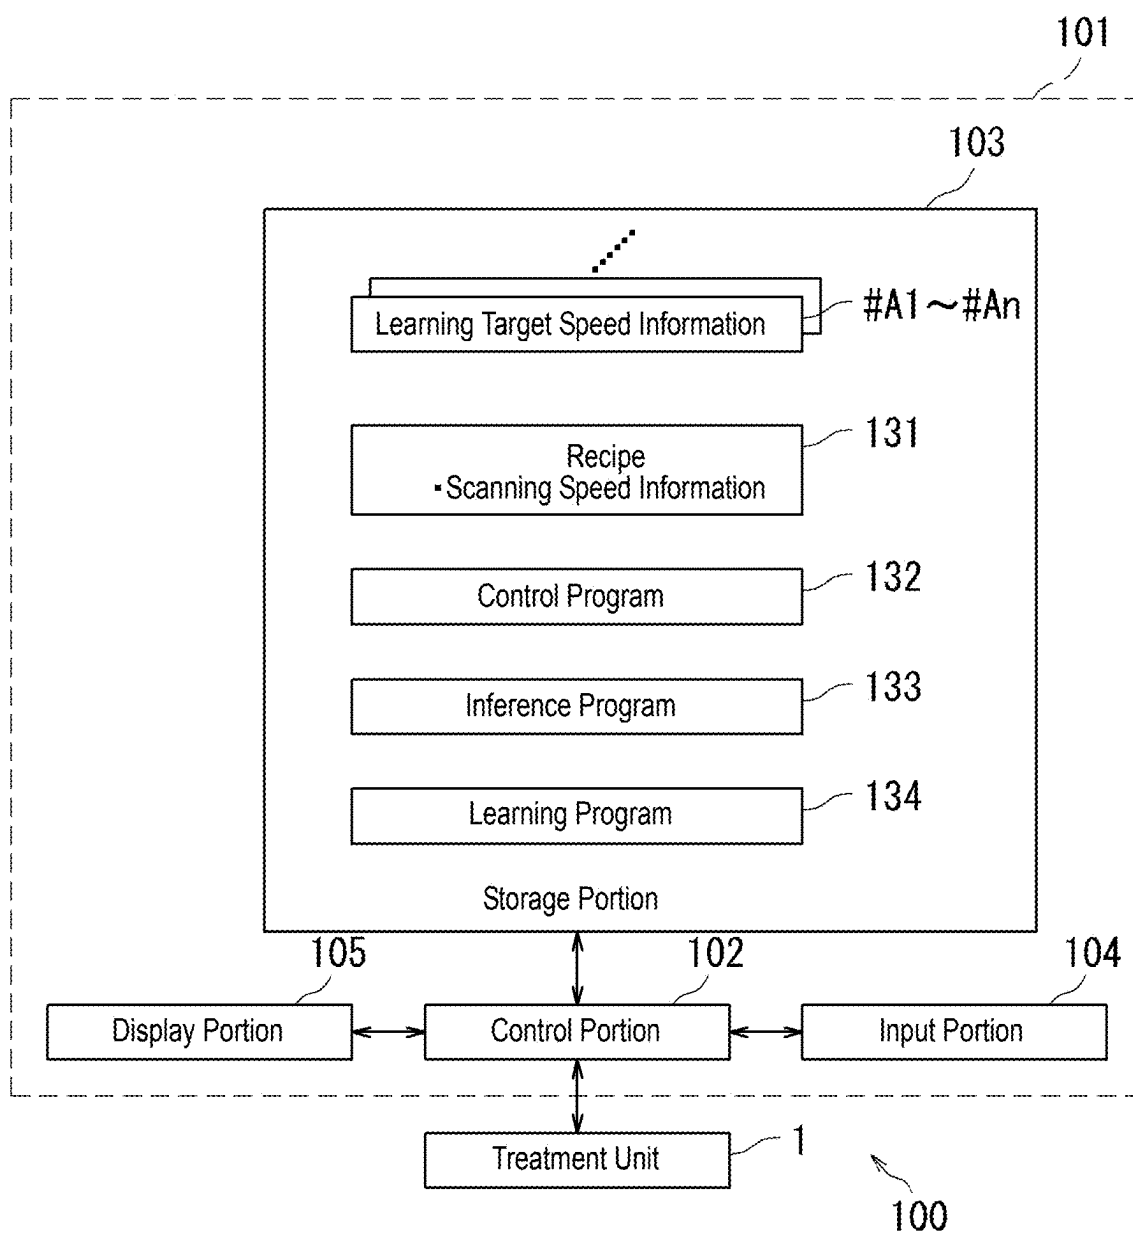 101
103
Learning Target Speed Information
#A1～#An
131
Recipe
▪Scanning Speed Information
132
Control Program
133
Inference Program
134
Learning Program
Storage Portion
105
102
104
Display Portion
Control Portion
Input Portion
1
Treatment Unit
100